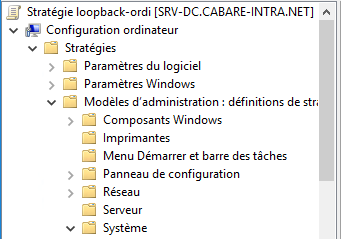 Stratégie loopback-ordi [SRV-DC.CABARE-INTRA.NET]
Configuration ordinateur
Stratégies
Paramètres du logiciel
Paramètres Windows
Modèles d'administration : définitions de stra
Composants Windows
Imprimantes
Menu Démarrer et barre des tâches
Panneau de configuration
Réseau
Serveur
Système